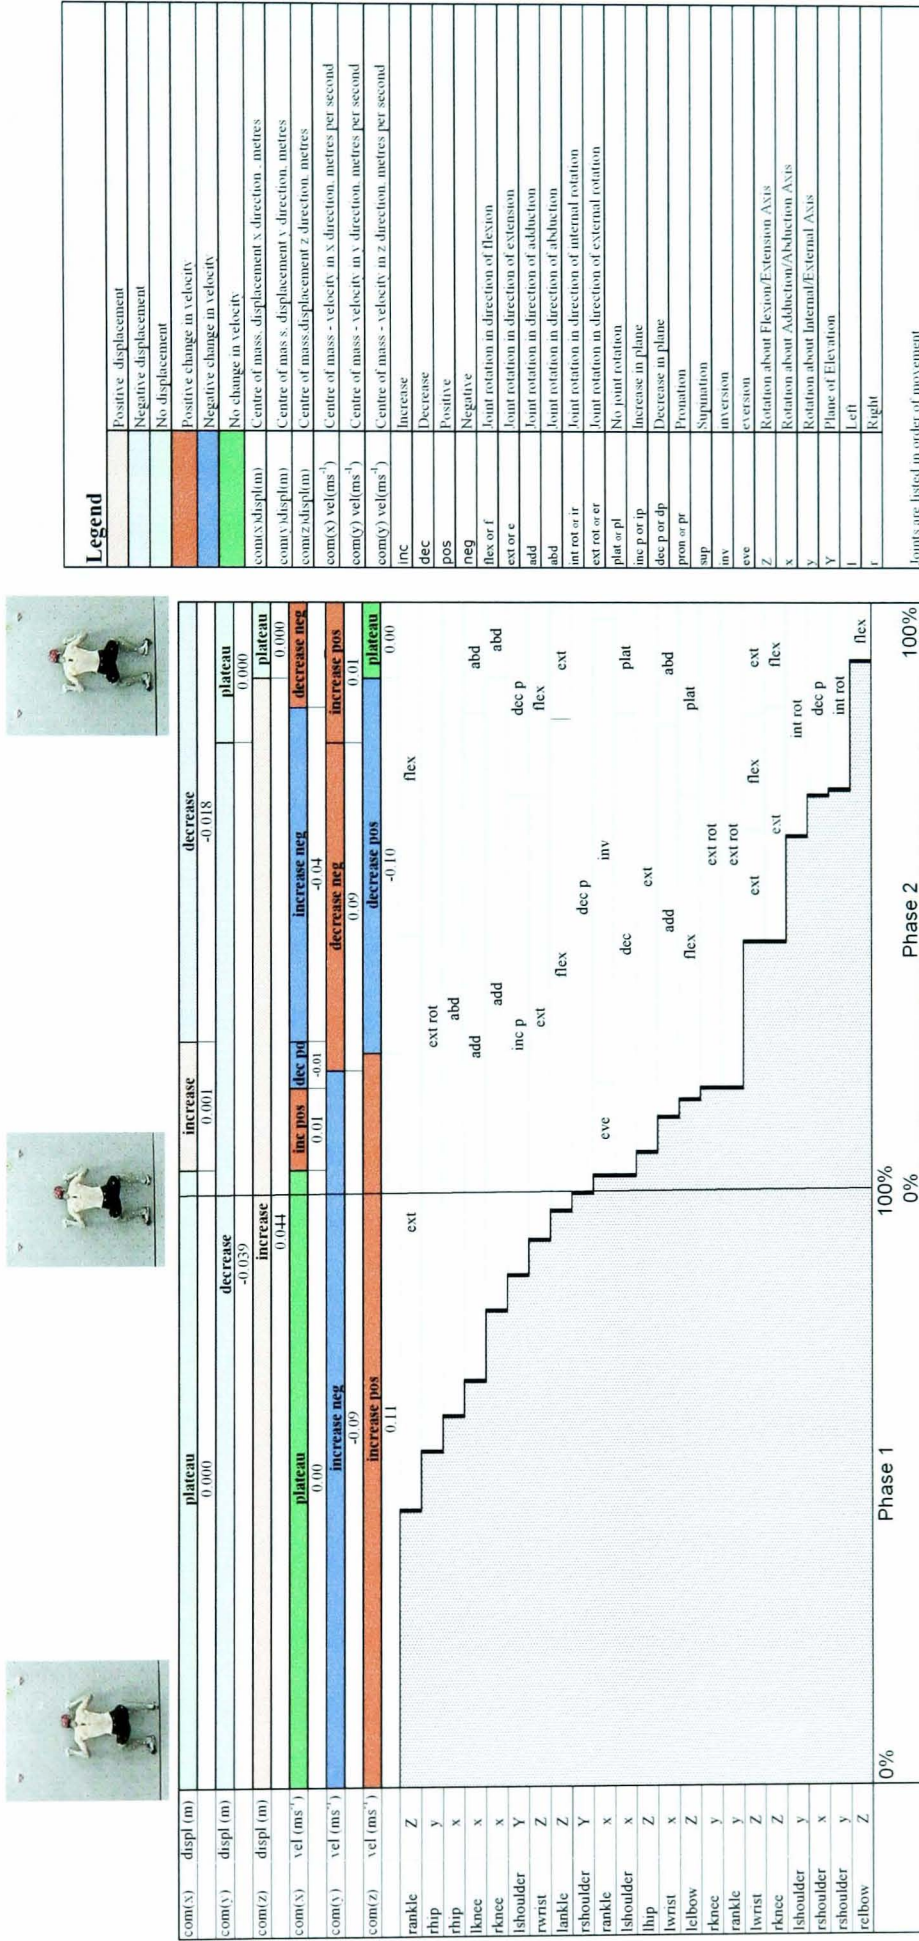 com(x) displ (m) plateau increase decrease
0.000 0.001 -0.018
com(y) displ (m) decrease plateau
-0.039 0.000
com(z) displ (m) increase plateau
0.044 0.000
com(x) vel (ms⁻¹) plateau inc pos dec po increase neg decrease neg
0.00 0.01 -0.01 -0.04
com(y) vel (ms⁻¹) increase neg decrease neg increase pos
-0.09 0.09 0.01
com(z) vel (ms⁻¹) increase pos decrease pos plateau
0.11 -0.10 0.00
rankle Z ext flex
rhip y ext rot
rhip x abd
lknee x add abd
rknee x add abd
lshoulder Y inc p dec p
rwrist Z ext flex
lankle Z flex ext
rshoulder Y dec p
rankle x eve inv
lshoulder x dec plat
lhip Z ext
lwrist x add abd
lelbow Z flex plat
rknee y ext rot
rankle y ext rot
lwrist Z ext flex ext
rknee Z ext flex
lshoulder y int rot
rshoulder x dec p
rshoulder y int rot
relbow Z flex
0% 100% 100%
Phase 1 0% Phase 2
Legend
Positive displacement
Negative displacement
No displacement
Positive change in velocity
Negative change in velocity
No change in velocity
com(x)displ(m) Centre of mass, displacement x direction , metres
com(y)displ(m) Centre of mas s, displacement y direction, metres
com(z)displ(m) Centre of mass,displacement z direction, metres
com(x) vel(ms⁻¹) Centre of mass - velocity in x direction, metres per second
com(y) vel(ms⁻¹) Centre of mass - velocity in y direction, metres per second
com(y) vel(ms⁻¹) Centre of mass - velocity in z direction, metres per second
inc Increase
dec Decrease
pos Positive
neg Negative
flex or f Joint rotation in direction of flexion
ext or e Joint rotation in direction of extension
add Joint rotation in direction of adduction
abd Joint rotation in direction of abduction
int rot or ir Joint rotation in direction of internal rotation
ext rot or er Joint rotation in direction of external rotation
plat or pl No joint rotation
inc p or ip Increase in plane
dec p or dp Decrease in plane
pron or pr Pronation
sup Supination
inv inversion
eve eversion
Z Rotation about Flexion/Extension Axis
x Rotation about Adduction/Abduction Axis
y Rotation about Internal/External Axis
Y Plane of Elevation
l Left
r Right
Joints are listed in order of movement